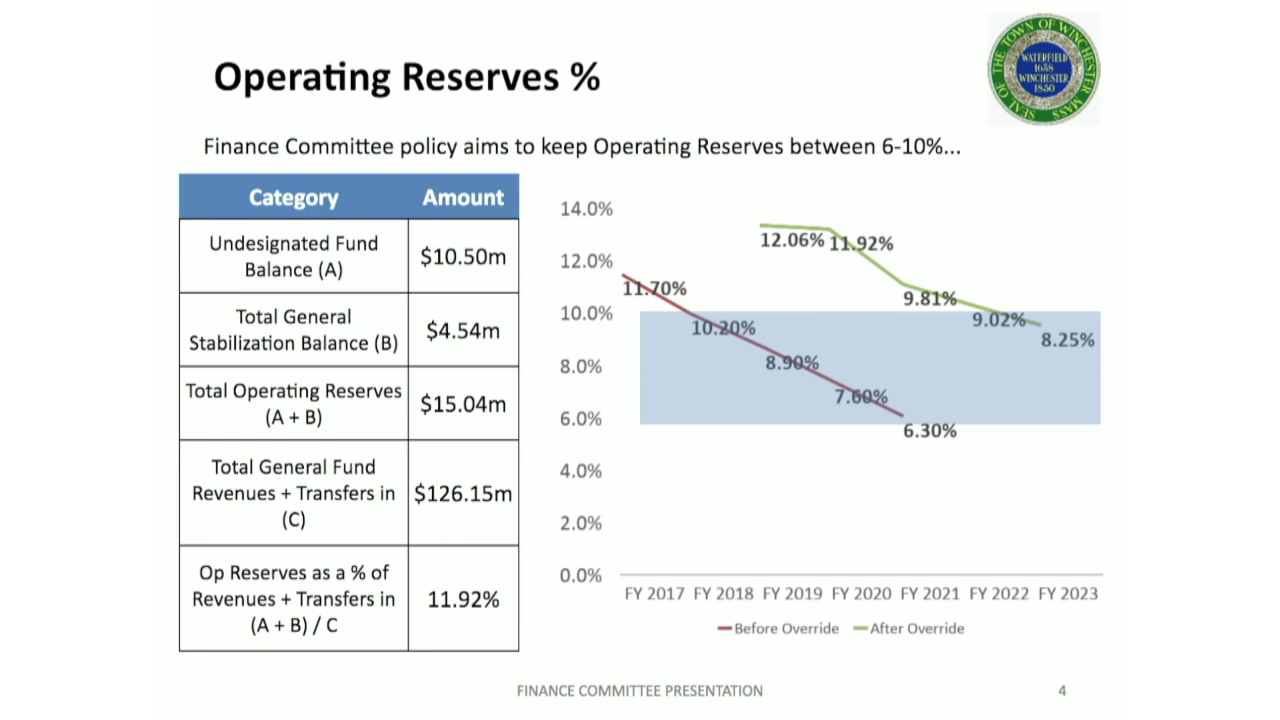 Operating Reserves %
SEAL OF THE TOWN OF WINCHESTER MASS
WATERFIELD
1638
WINCHESTER
1850
Finance Committee policy aims to keep Operating Reserves between 6-10%...
Category Amount
Undesignated Fund
Balance (A)
$10.50m
Total General
Stabilization Balance (B)
$4.54m
Total Operating Reserves
(A + B)
$15.04m
Total General Fund
Revenues + Transfers in
(C)
$126.15m
Op Reserves as a % of
Revenues + Transfers in
(A + B) / C
11.92%
14.0%
12.0%
10.0%
8.0%
6.0%
4.0%
2.0%
0.0%
12.06% 11.92%
11.70%
9.81%
10.20%
9.02%
8.25%
8.90%
7.60%
6.30%
FY 2017 FY 2018 FY 2019 FY 2020 FY 2021 FY 2022 FY 2023
Before Override After Override
FINANCE COMMITTEE PRESENTATION
4